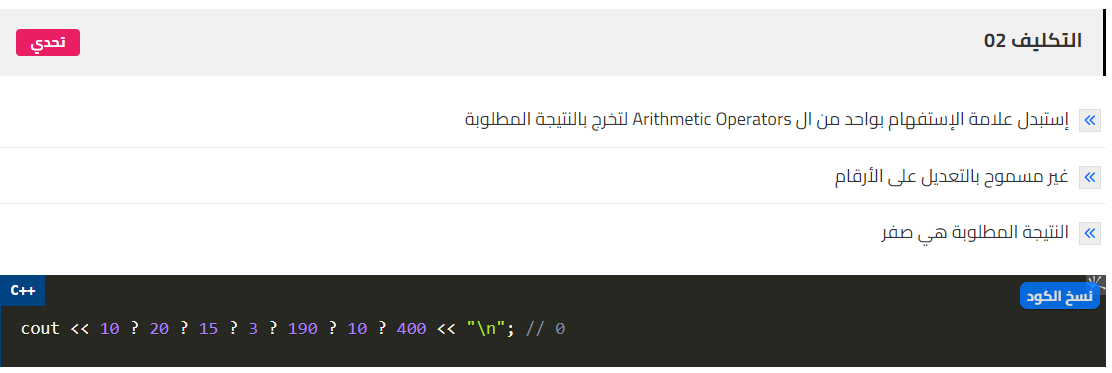 التكليف 02
تحدي
إستبدل علامة الإستفهام بواحد من ال Arithmetic Operators لتخرج بالنتيجة المطلوبة
غير مسموح بالتعديل على الأرقام
النتيجة المطلوبة هي صفر
C++
نسخ الكود
cout << 10 ? 20 ? 15 ? 3 ? 190 ? 10 ? 400 << "\n"; // 0